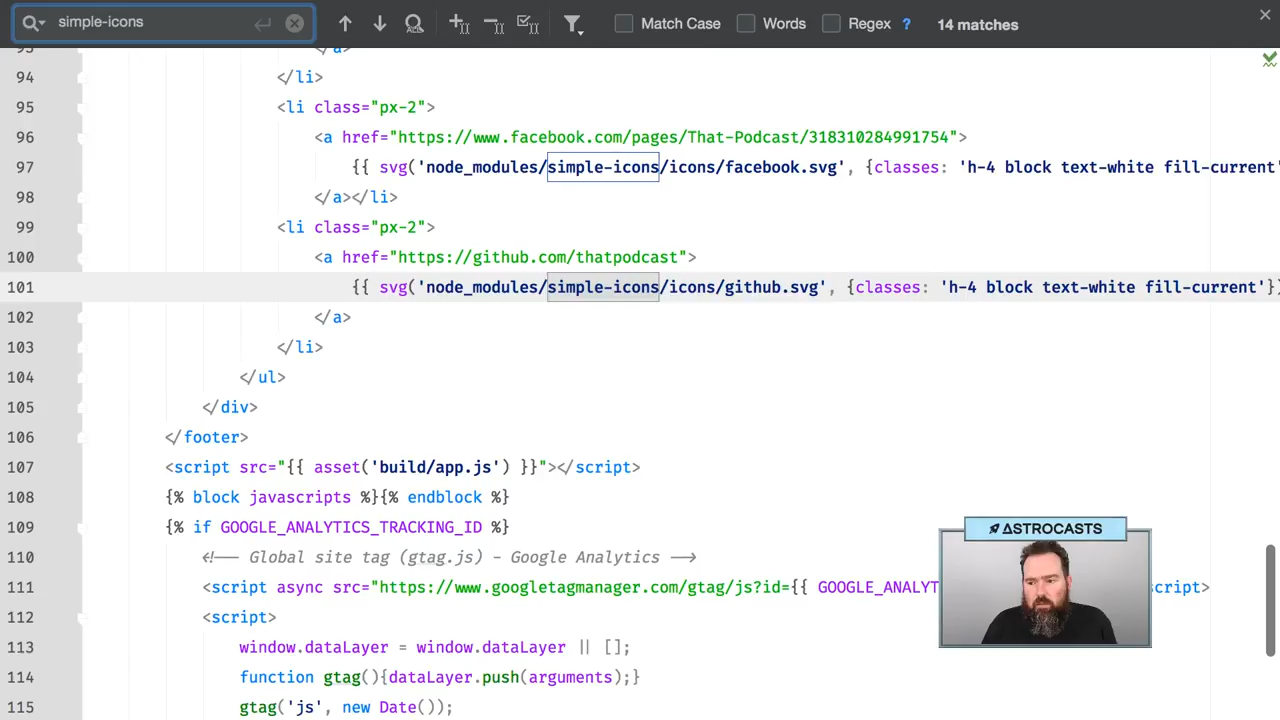 simple-icons
Match Case
Words
Regex
?
14 matches
93 </a>
94 </li>
95 <li class="px-2">
96 <a href="https://www.facebook.com/pages/That-Podcast/318310284991754">
97 {{ svg('node_modules/simple-icons/icons/facebook.svg', {classes: 'h-4 block text-white fill-current'
98 </a></li>
99 <li class="px-2">
100 <a href="https://github.com/thatpodcast">
101 {{ svg('node_modules/simple-icons/icons/github.svg', {classes: 'h-4 block text-white fill-current'})
102 </a>
103 </li>
104 </ul>
105 </div>
106 </footer>
107 <script src="{{ asset('build/app.js') }}"></script>
108 {% block javascripts %}{% endblock %}
109 {% if GOOGLE_ANALYTICS_TRACKING_ID %}
110 <!-- Global site tag (gtag.js) - Google Analytics -->
111 <script async src="https://www.googletagmanager.com/gtag/js?id={{ GOOGLE_ANALYT cript>
112 <script>
113 window.dataLayer = window.dataLayer || [];
114 function gtag(){dataLayer.push(arguments);}
115 gtag('js', new Date());
ASTROCASTS